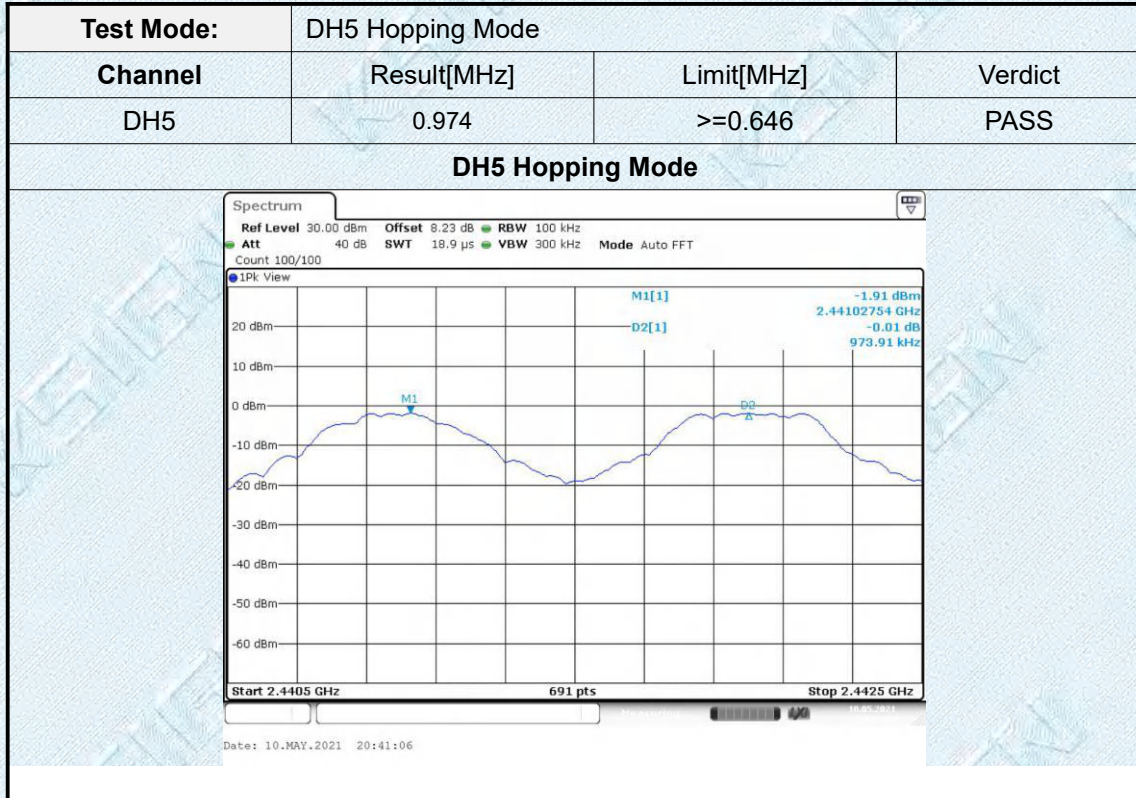 Test Mode: DH5 Hopping Mode
Channel Result[MHz] Limit[MHz] Verdict
DH5 0.974 >=0.646 PASS
DH5 Hopping Mode
Spectrum
Ref Level 30.00 dBm Offset 8.23 dB RBW 100 kHz
Att 40 dB SWT 18.9 µs VBW 300 kHz Mode Auto FFT
Count 100/100
1Pk View
M1[1] -1.91 dBm
2.44102754 GHz
20 dBm
D2[1] -0.01 dB
973.91 kHz
10 dBm
M1
D2
0 dBm
-10 dBm
-20 dBm
-30 dBm
-40 dBm
-50 dBm
-60 dBm
Start 2.4405 GHz 691 pts Stop 2.4425 GHz
10.05.2021
Date: 10.MAY.2021 20:41:06